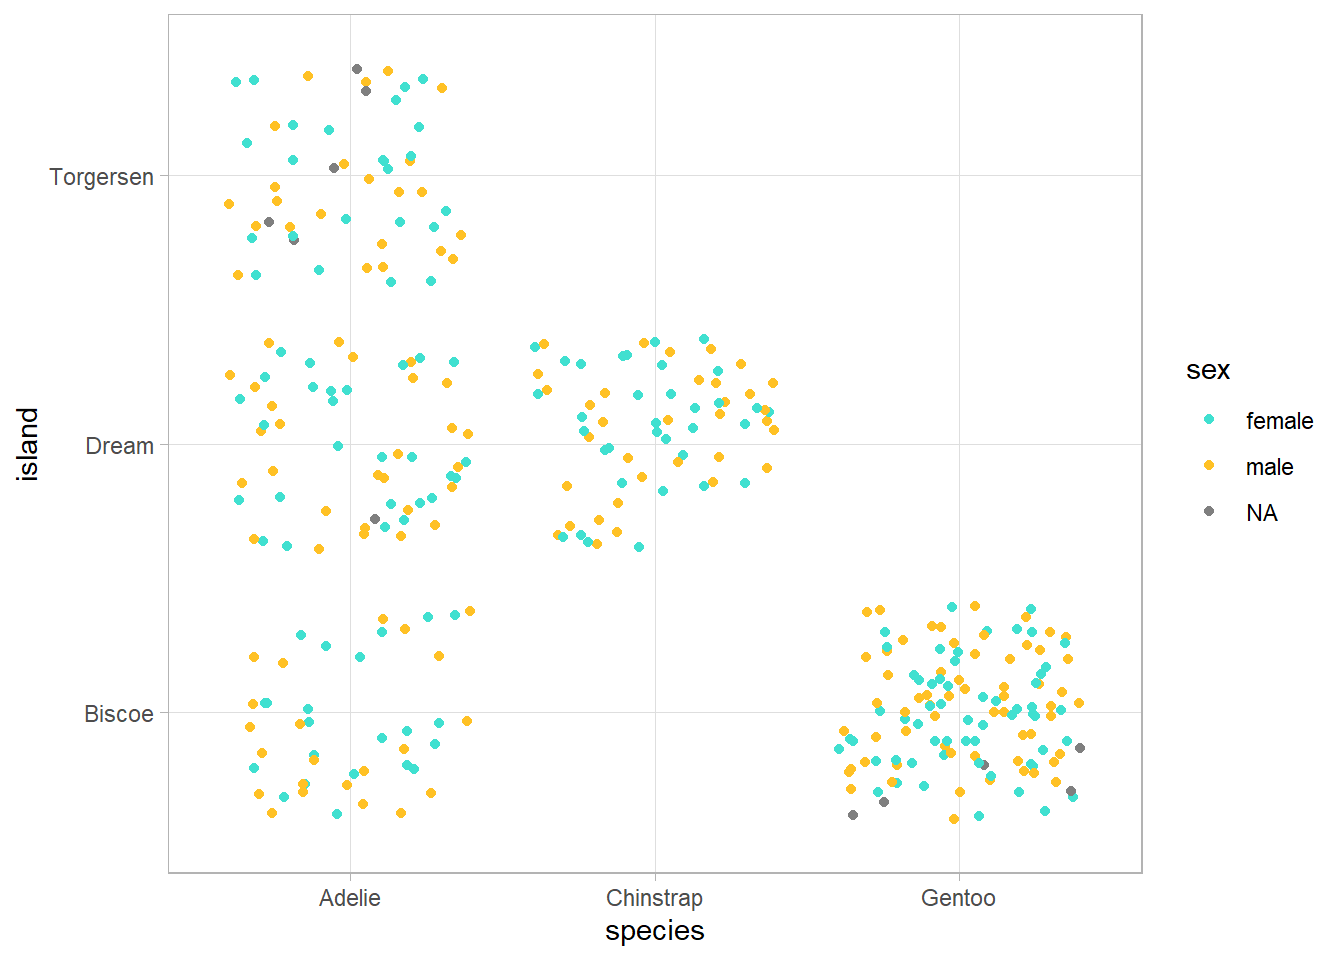 Torgersen
Dream
Biscoe
island
Adelie
Chinstrap
Gentoo
species
sex
female
male
NA